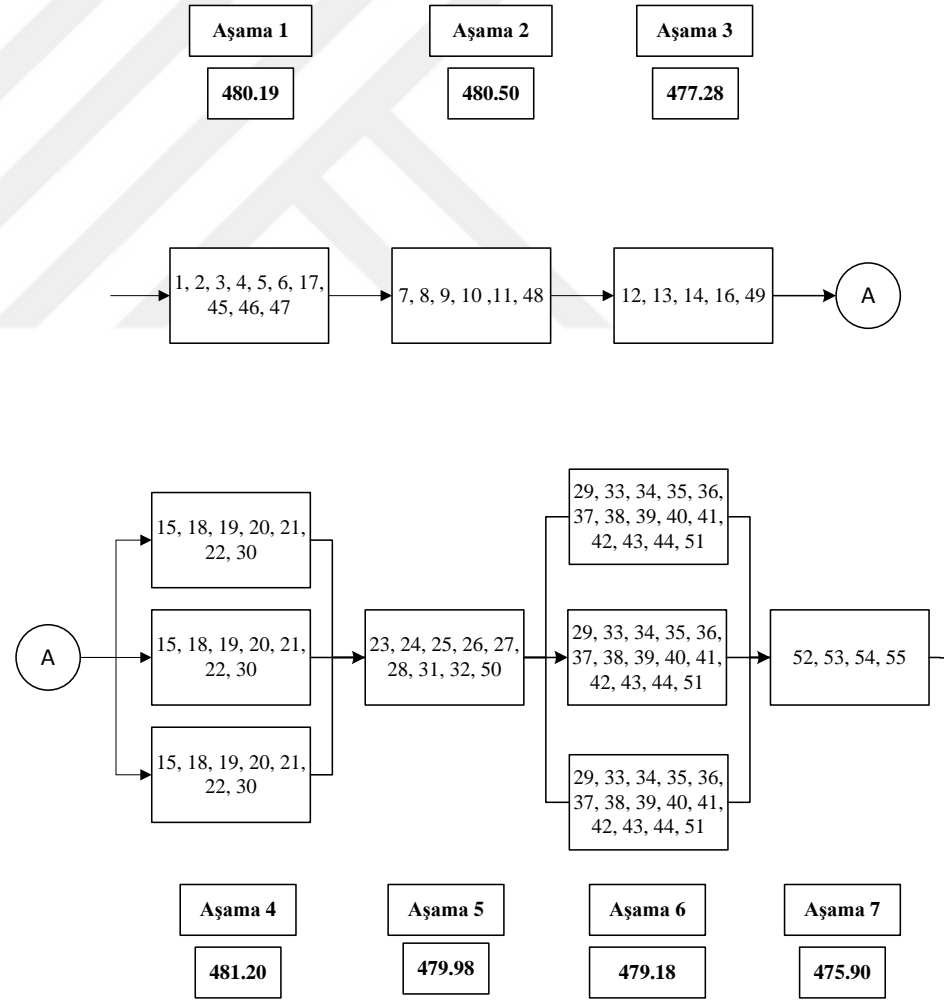 Aşama 1
Aşama 2
Aşama 3
480.19
480.50
477.28
1, 2, 3, 4, 5, 6, 17,
45, 46, 47
7, 8, 9, 10 ,11, 48
12, 13, 14, 16, 49
A
A
15, 18, 19, 20, 21,
22, 30
15, 18, 19, 20, 21,
22, 30
15, 18, 19, 20, 21,
22, 30
23, 24, 25, 26, 27,
28, 31, 32, 50
29, 33, 34, 35, 36,
37, 38, 39, 40, 41,
42, 43, 44, 51
29, 33, 34, 35, 36,
37, 38, 39, 40, 41,
42, 43, 44, 51
29, 33, 34, 35, 36,
37, 38, 39, 40, 41,
42, 43, 44, 51
52, 53, 54, 55
Aşama 4
Aşama 5
Aşama 6
Aşama 7
481.20
479.98
479.18
475.90